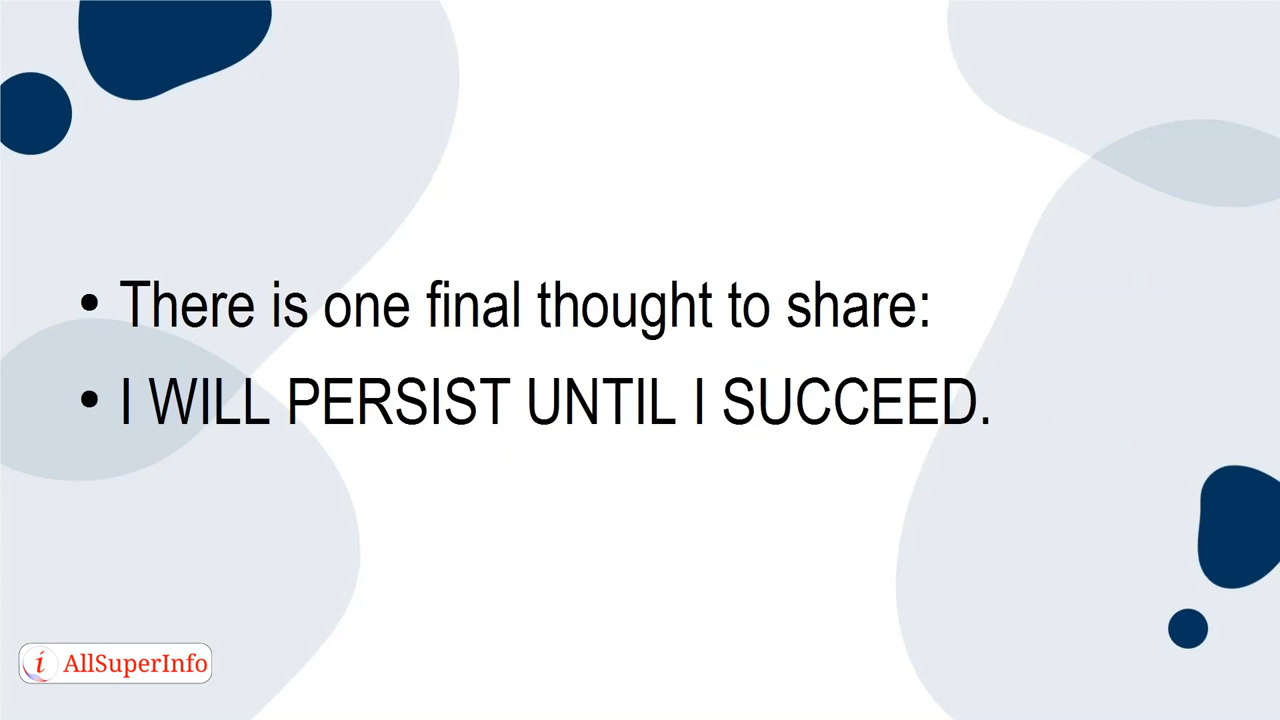 • There is one final thought to share:
• I WILL PERSIST UNTIL I SUCCEED.
i AllSuperInfo